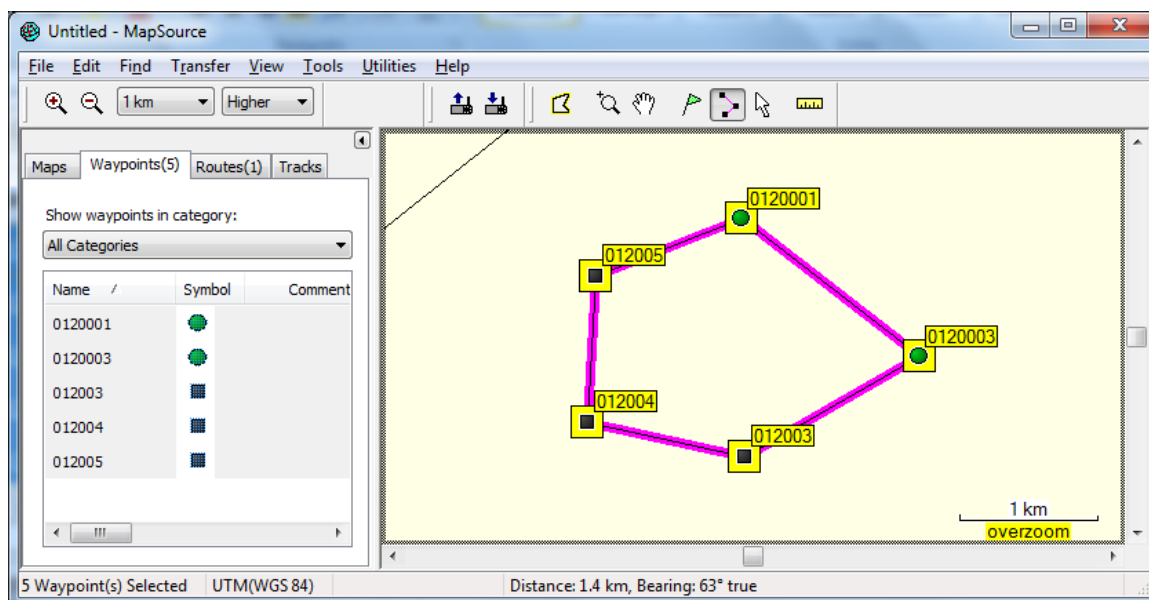 Untitled - MapSource
File Edit Find Transfer View Tools Utilities Help
1 km Higher
Maps Waypoints(5) Routes(1) Tracks
Show waypoints in category:
All Categories
Name / Symbol Comment
0120001
0120003
012003
012004
012005
0120001
012005
0120003
012004
012003
1 km
overzoom
5 Waypoint(s) Selected UTM(WGS 84) Distance: 1.4 km, Bearing: 63° true